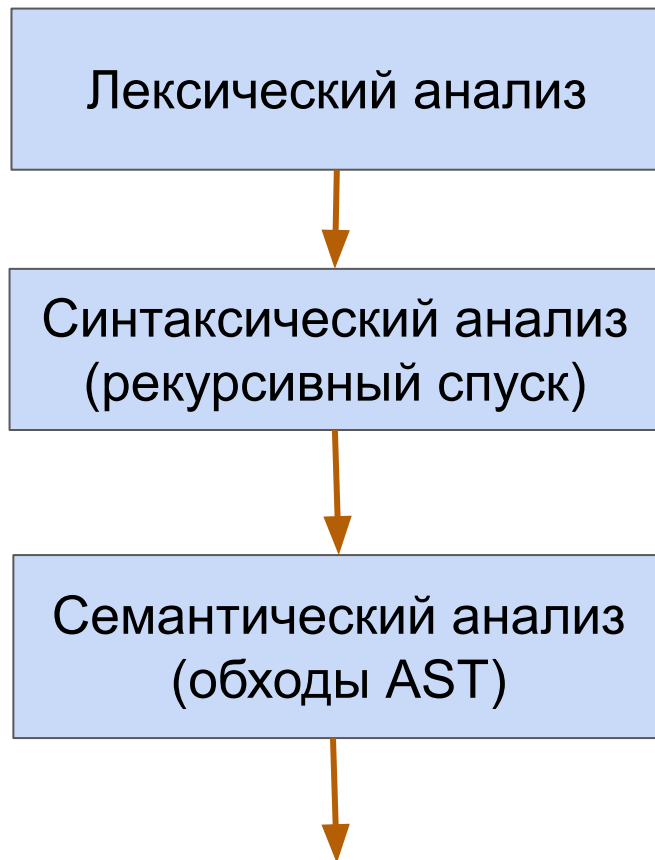 Лексический анализ
Синтаксический анализ
(рекурсивный спуск)
Семантический анализ
(обходы AST)